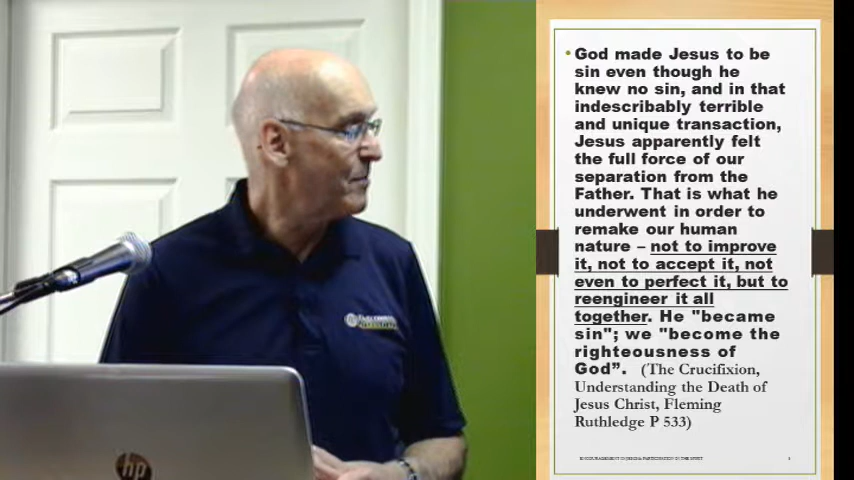 • God made Jesus to be
sin even though he
knew no sin, and in that
indescribably terrible
and unique transaction,
Jesus apparently felt
the full force of our
separation from the
Father. That is what he
underwent in order to
remake our human
nature – not to improve
it, not to accept it, not
even to perfect it, but to
reengineer it all
together. He "became
sin"; we "become the
righteousness of
God”. (The Crucifixion,
Understanding the Death of
Jesus Christ, Fleming
Ruthledge P 533)
hp